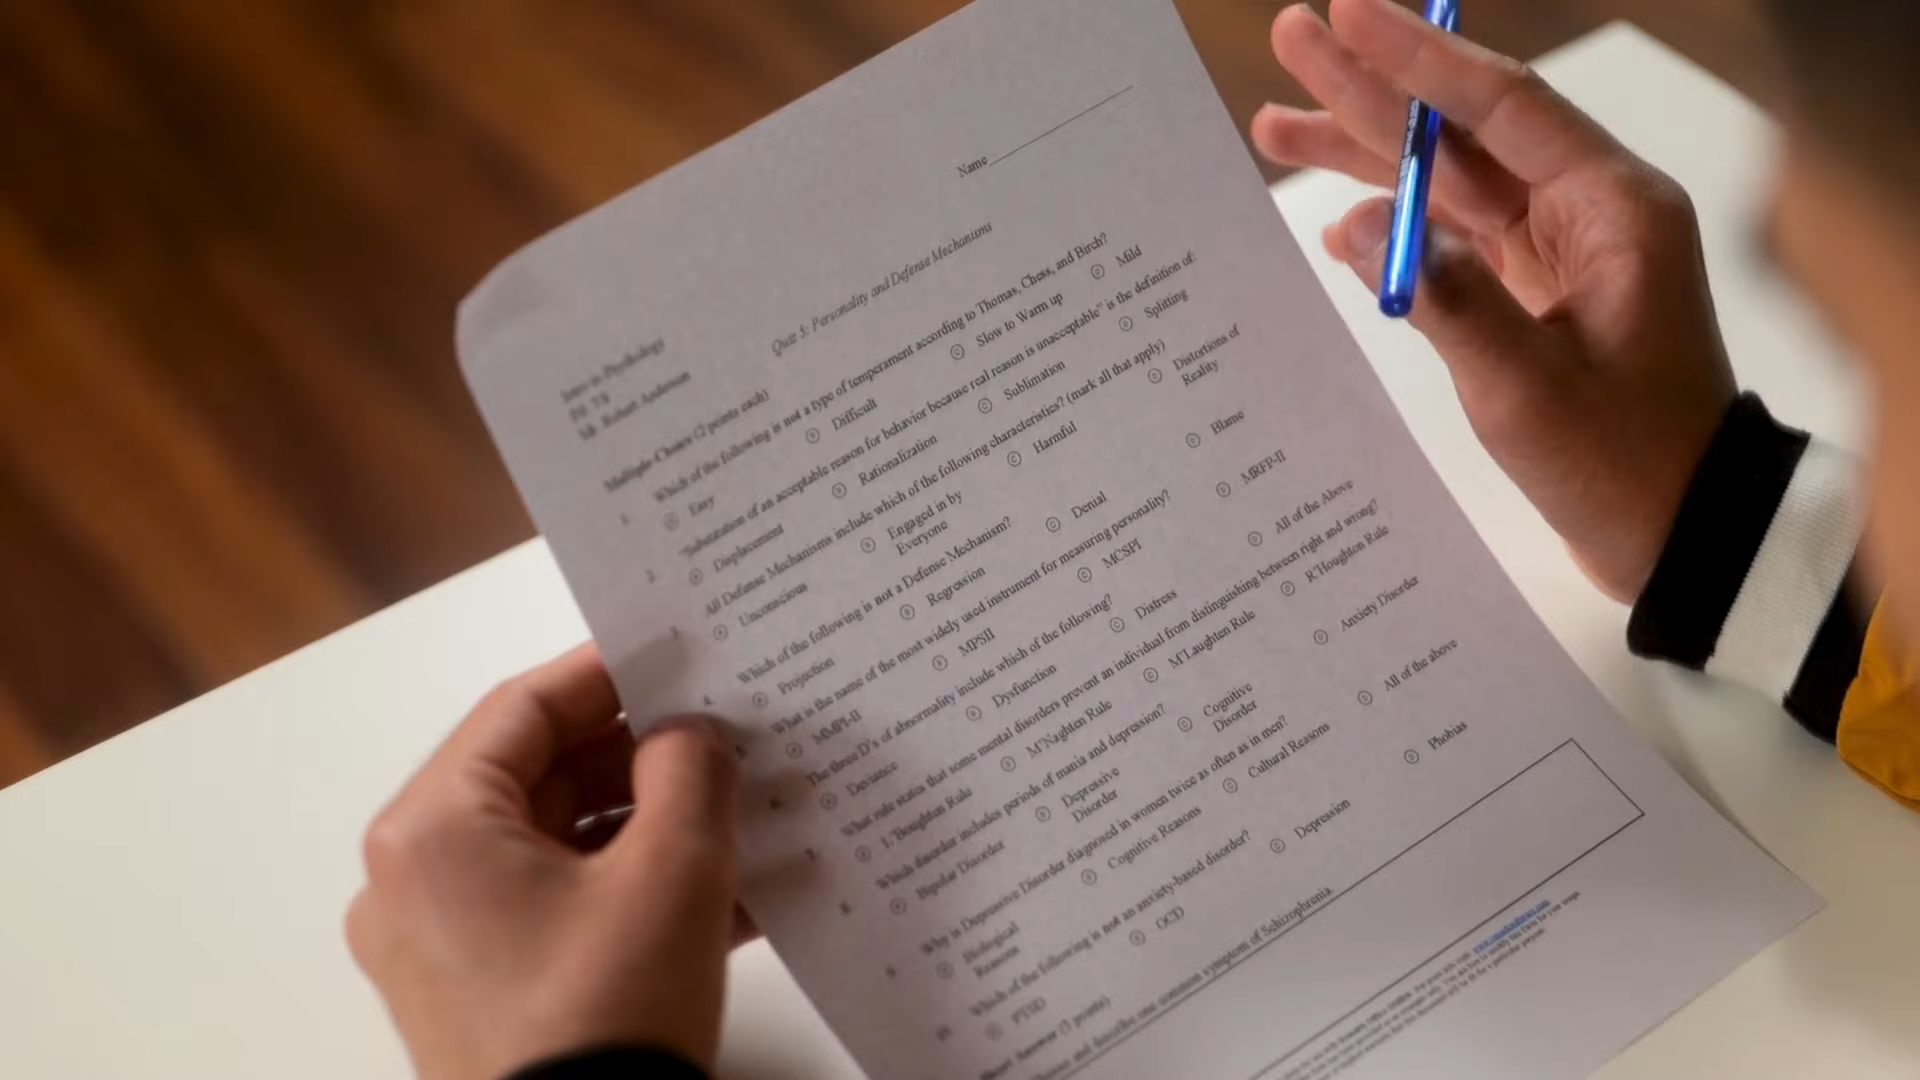 Name
Intro to Psychology
Mr. Robert Anderson
Quiz 5: Personality and Defense Mechanisms
Multiple Choice (2 points each)
1. Which of the following is not a type of temperament according to Thomas, Chess, and Birch?
Easy Difficult Slow to Warm up Mild
2. "Substitution of an acceptable reason for behavior because real reason is unacceptable" is the definition of:
Displacement Rationalization Sublimation Splitting
3. All Defense Mechanisms include which of the following characteristics? (mark all that apply)
Unconscious Engaged in by Harmful Distortions of
Everyone Reality
4. Which of the following is not a Defense Mechanism?
Projection Regression Denial Blame
5. What is the name of the most widely used instrument for measuring personality?
MMPI-II MPSII MCSPI MRFP-II
6. The three D's of abnormality include which of the following?
Deviance Dysfunction Distress All of the Above
7. What rule states that some mental disorders prevent an individual from distinguishing between right and wrong?
M'Naghten Rule M'Laughten Rule R'Houghton Rule
8. Which disorder includes periods of mania and depression?
Bipolar Disorder Depressive Cognitive Anxiety Disorder
Disorder Disorder
9. Why is Depressive Disorder diagnosed in women twice as often as in men?
Biological Cognitive Reasons Cultural Reasons All of the above
Reasons
10. Which of the following is not an anxiety-based disorder?
PTSD OCD Depression Phobias
Short Answer (5 points)
and describe one common symptom of Schizophrenia.